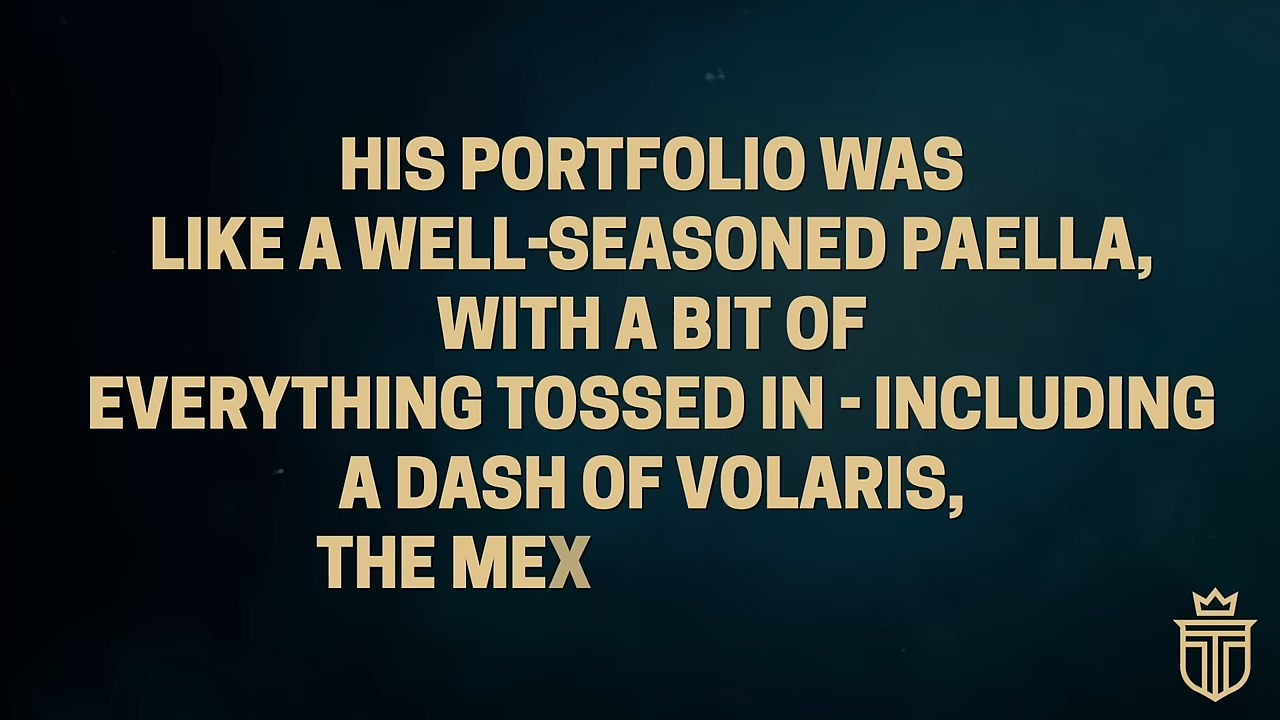 HIS PORTFOLIO WAS
LIKE A WELL-SEASONED PAELLA,
WITH A BIT OF
EVERYTHING TOSSED IN - INCLUDING
A DASH OF VOLARIS,
THE MEX